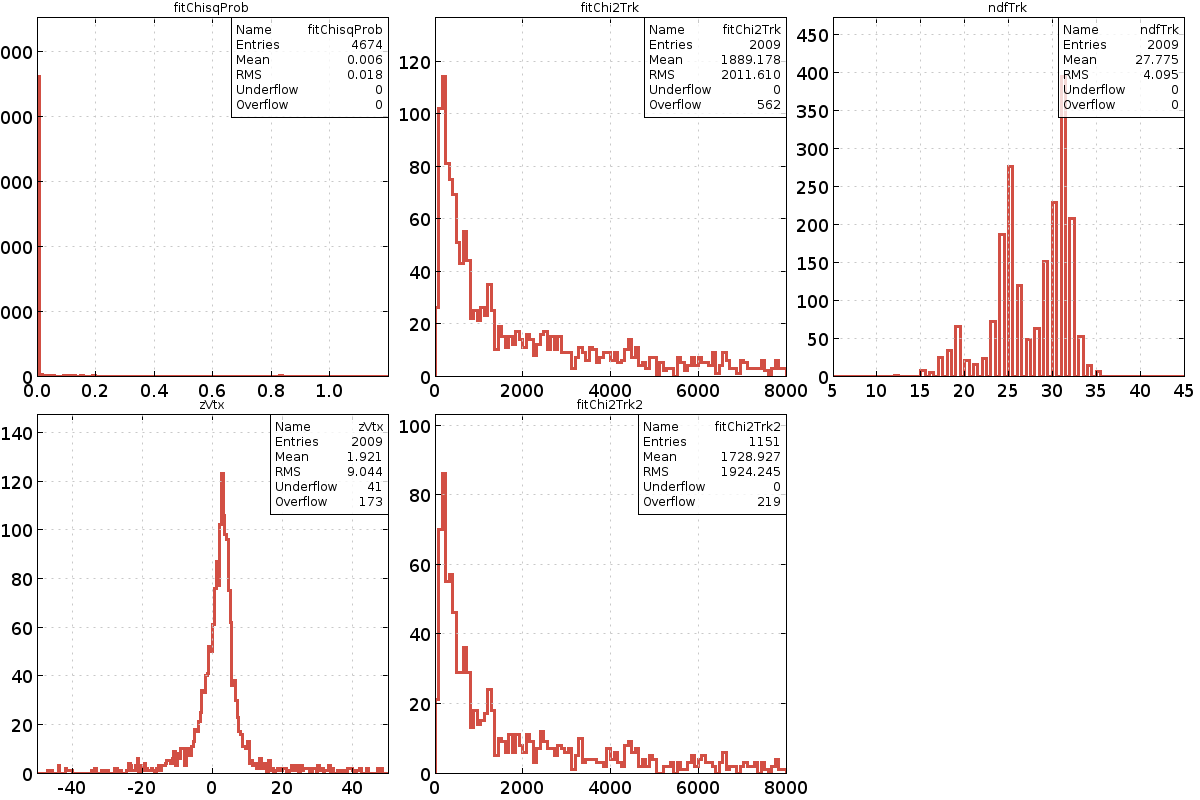 fitChisqProb
Name fitChisqProb
Entries 4674
Mean 0.006
RMS 0.018
Underflow 0
Overflow 0
000
000
000
000
000
0
0.0 0.2 0.4 0.6 0.8 1.0
fitChi2Trk
Name fitChi2Trk
Entries 2009
Mean 1889.178
RMS 2011.610
Underflow 0
Overflow 562
120
100
80
60
40
20
0
0 2000 4000 6000 8000
ndfTrk
Name ndfTrk
Entries 2009
Mean 27.775
RMS 4.095
Underflow 0
Overflow 0
450
400
350
300
250
200
150
100
50
0
5 10 15 20 25 30 35 40 45
zVtx
Name zVtx
Entries 2009
Mean 1.921
RMS 9.044
Underflow 41
Overflow 173
140
120
100
80
60
40
20
0
-40 -20 0 20 40
fitChi2Trk2
Name fitChi2Trk2
Entries 1151
Mean 1728.927
RMS 1924.245
Underflow 0
Overflow 219
100
80
60
40
20
0
0 2000 4000 6000 8000